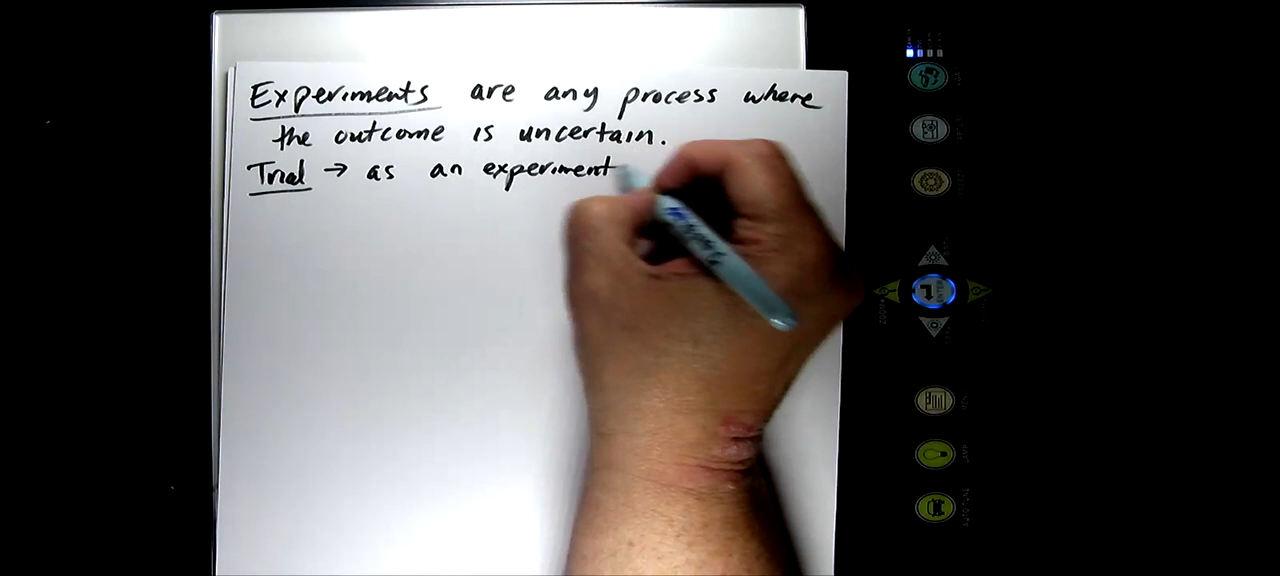 Experiments are any process where
the outcome is uncertain.
Trial → as an experiment